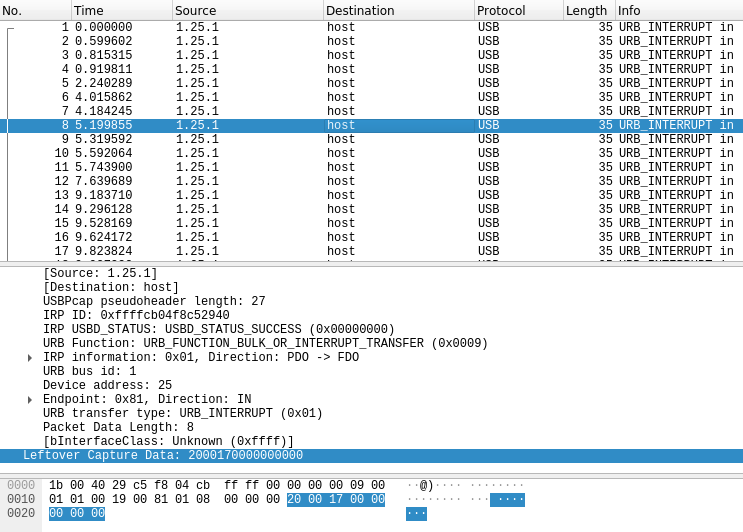 No. Time Source Destination Protocol Length Info
1 0.000000 1.25.1 host USB 35 URB_INTERRUPT in
2 0.599602 1.25.1 host USB 35 URB_INTERRUPT in
3 0.815315 1.25.1 host USB 35 URB_INTERRUPT in
4 0.919811 1.25.1 host USB 35 URB_INTERRUPT in
5 2.240289 1.25.1 host USB 35 URB_INTERRUPT in
6 4.015862 1.25.1 host USB 35 URB_INTERRUPT in
7 4.184245 1.25.1 host USB 35 URB_INTERRUPT in
8 5.199855 1.25.1 host USB 35 URB_INTERRUPT in
9 5.319592 1.25.1 host USB 35 URB_INTERRUPT in
10 5.592064 1.25.1 host USB 35 URB_INTERRUPT in
11 5.743900 1.25.1 host USB 35 URB_INTERRUPT in
12 7.639689 1.25.1 host USB 35 URB_INTERRUPT in
13 9.183710 1.25.1 host USB 35 URB_INTERRUPT in
14 9.296128 1.25.1 host USB 35 URB_INTERRUPT in
15 9.528169 1.25.1 host USB 35 URB_INTERRUPT in
16 9.624172 1.25.1 host USB 35 URB_INTERRUPT in
17 9.823824 1.25.1 host USB 35 URB_INTERRUPT in
[Source: 1.25.1]
[Destination: host]
USBPcap pseudoheader length: 27
IRP ID: 0xffffcb04f8c52940
IRP USBD_STATUS: USBD_STATUS_SUCCESS (0x00000000)
URB Function: URB_FUNCTION_BULK_OR_INTERRUPT_TRANSFER (0x0009)
IRP information: 0x01, Direction: PDO -> FDO
URB bus id: 1
Device address: 25
Endpoint: 0x81, Direction: IN
URB transfer type: URB_INTERRUPT (0x01)
Packet Data Length: 8
[bInterfaceClass: Unknown (0xffff)]
Leftover Capture Data: 2000170000000000
0000 1b 00 40 29 c5 f8 04 cb ff ff 00 00 00 00 09 00 ··@)···· ········
0010 01 01 00 19 00 81 01 08 00 00 00 20 00 17 00 00 ········ ··· ····
0020 00 00 00 ···